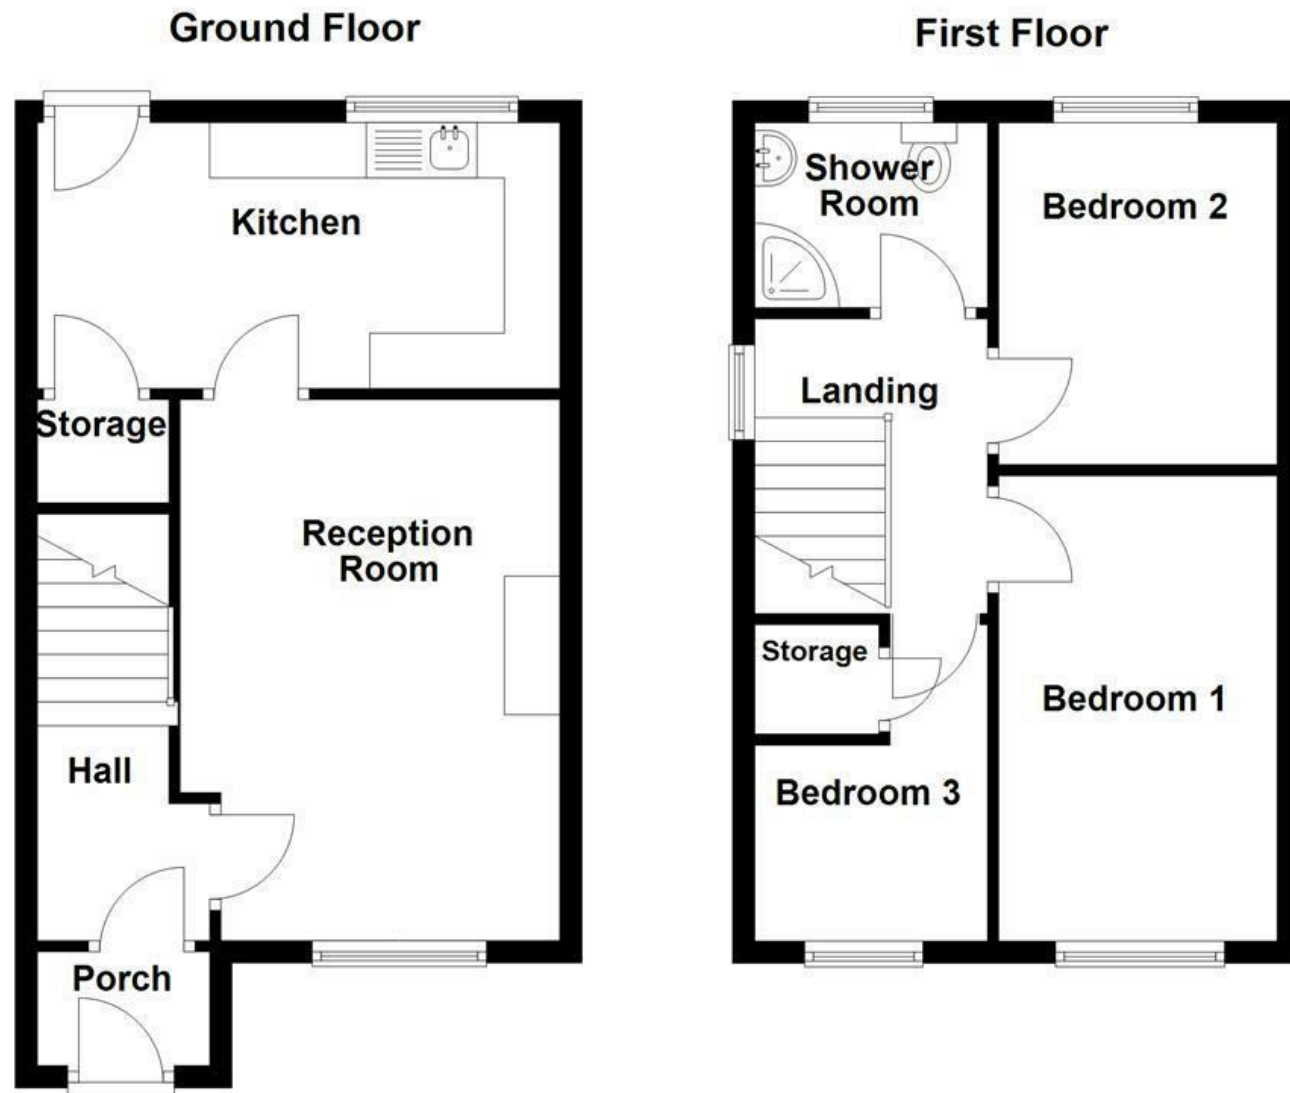 Ground Floor
Kitchen
Storage
Reception
Room
Hall
Porch
First Floor
Shower
Room
Bedroom 2
Landing
Storage
Bedroom 1
Bedroom 3